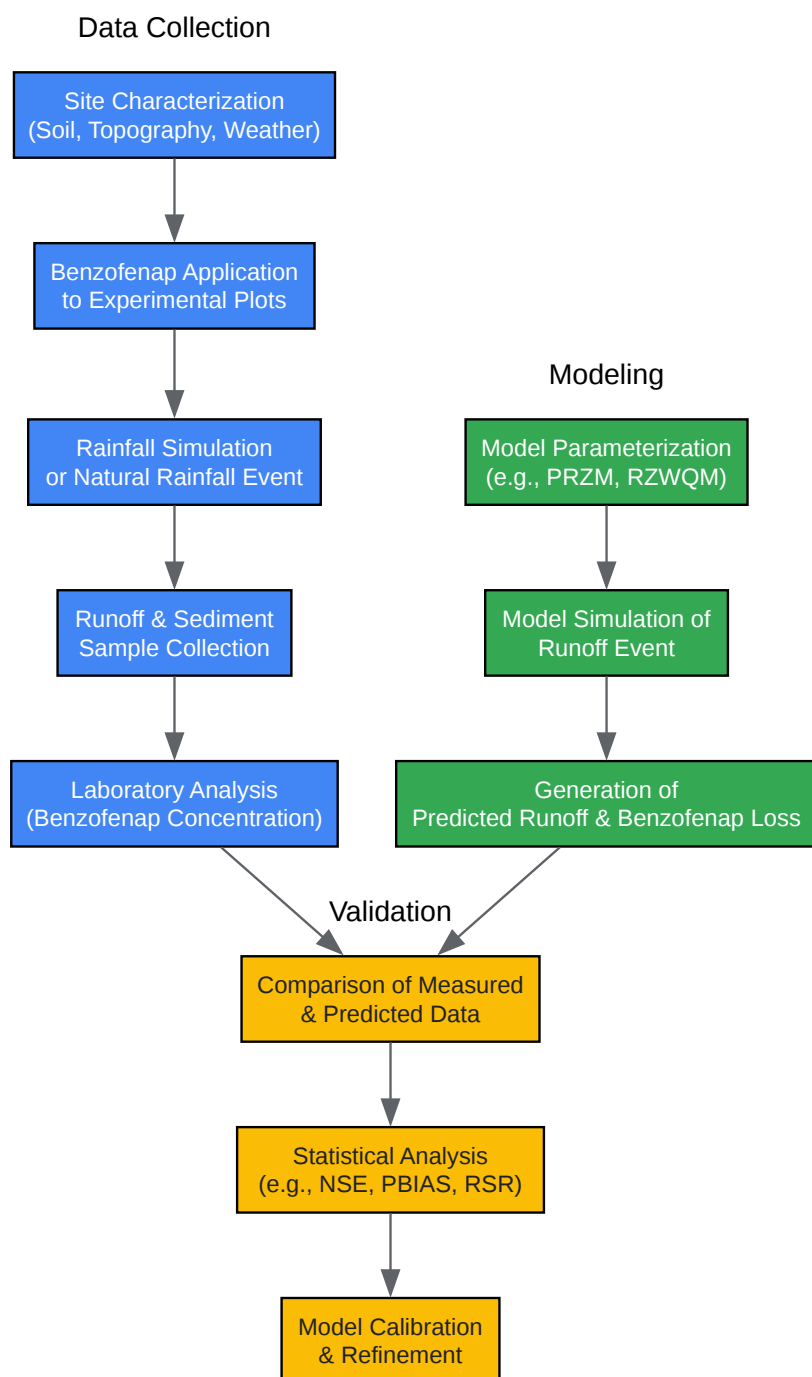 Data Collection
Site Characterization
(Soil, Topography, Weather)
Benzofenap Application
to Experimental Plots
Rainfall Simulation
or Natural Rainfall Event
Runoff & Sediment
Sample Collection
Laboratory Analysis
(Benzofenap Concentration)
Modeling
Model Parameterization
(e.g., PRZM, RZWQM)
Model Simulation of
Runoff Event
Generation of
Predicted Runoff & Benzofenap Loss
Validation
Comparison of Measured
& Predicted Data
Statistical Analysis
(e.g., NSE, PBIAS, RSR)
Model Calibration
& Refinement